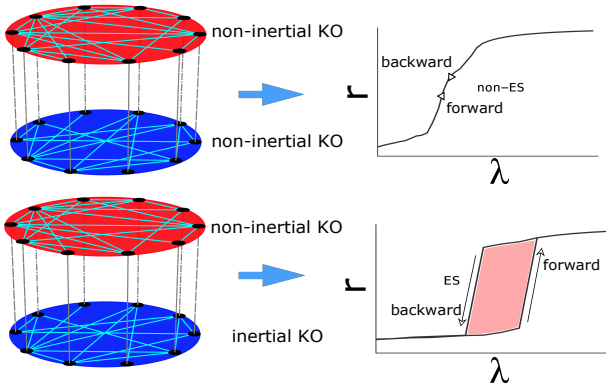 non-inertial KO
backward
non-ES
r
forward
non-inertial KO
λ
non-inertial KO
ES
forward
r
backward
inertial KO
λ